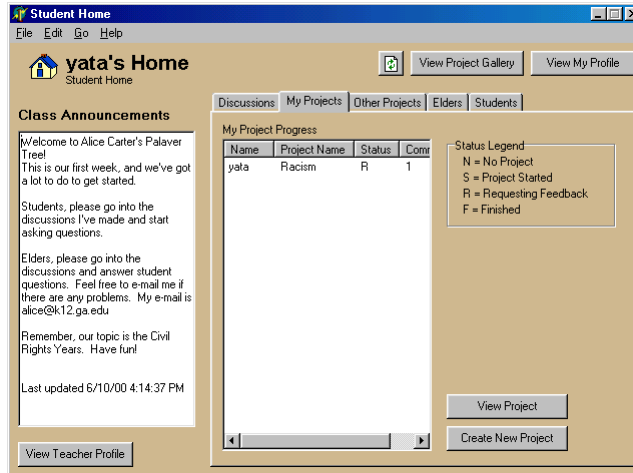 Student Home
File Edit Go Help
yata's Home
Student Home
View Project Gallery
View My Profile
Class Announcements
Welcome to Alice Carter's Palaver
Tree!
This is our first week, and we've got
a lot to do to get started.
Students, please go into the
discussions I've made and start
asking questions.
Elders, please go into the
discussions and answer student
questions. Feel free to e-mail me if
there are any problems. My e-mail is
alice@k12.ga.edu
Remember, our topic is the Civil
Rights Years. Have fun!
Last updated 6/10/00 4:14:37 PM
View Teacher Profile
Discussions My Projects Other Projects Elders Students
My Project Progress
Name Project Name Status Comr
yata Racism R 1
Status Legend
N = No Project
S = Project Started
R = Requesting Feedback
F = Finished
View Project
Create New Project